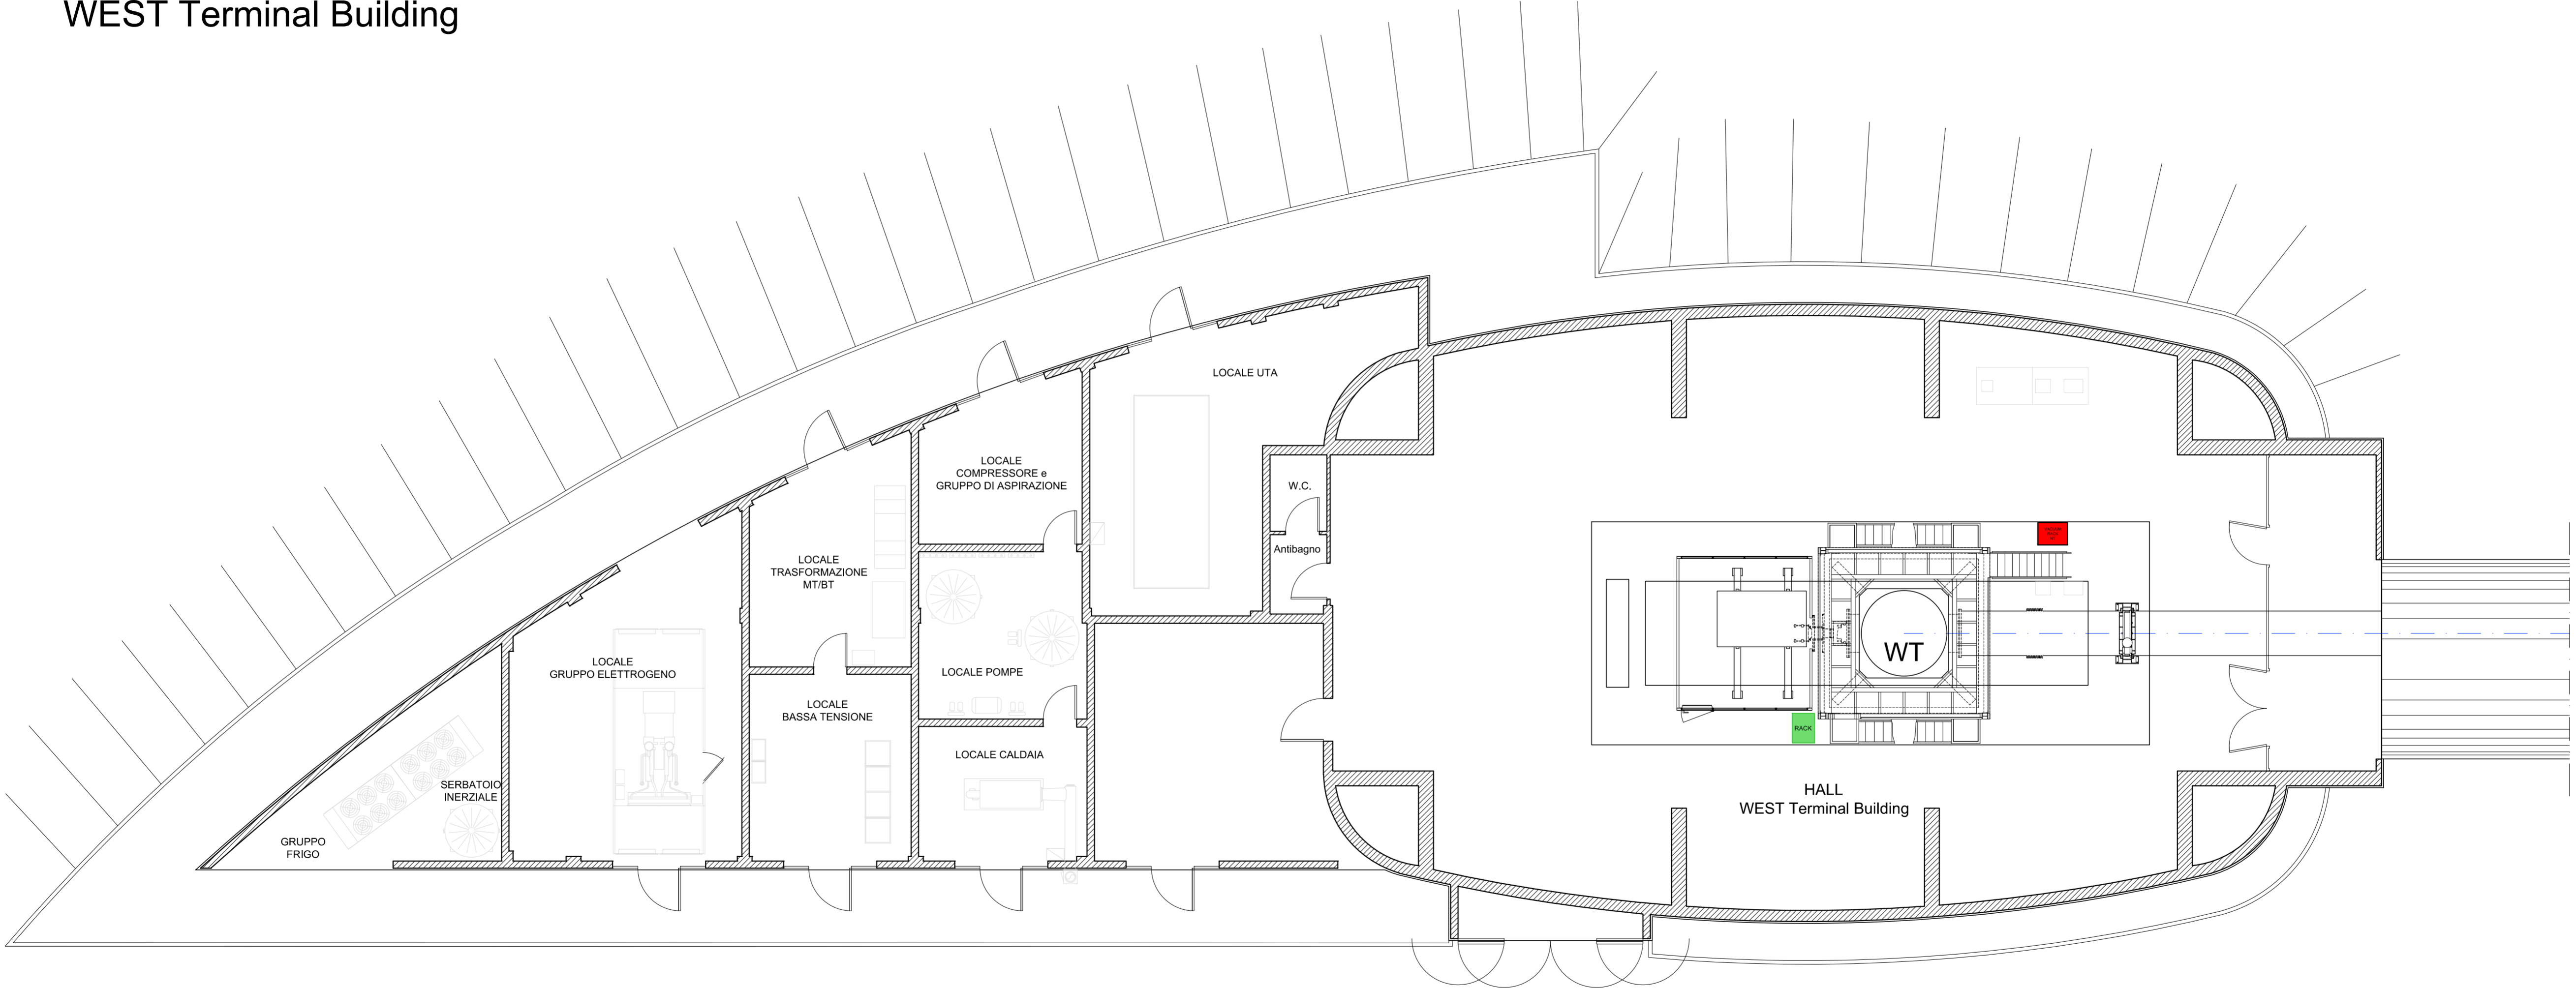 WEST Terminal Building
LOCALE UTA
LOCALE
COMPRESSORE e
GRUPPO DI ASPIRAZIONE
W.C.
Antibagno
LOCALE
TRASFORMAZIONE
MT/BT
LOCALE
GRUPPO ELETTROGENO
LOCALE POMPE
WT
LOCALE
BASSA TENSIONE
RACK
LOCALE CALDAIA
SERBATOIO
INERZIALE
HALL
WEST Terminal Building
GRUPPO
FRIGO